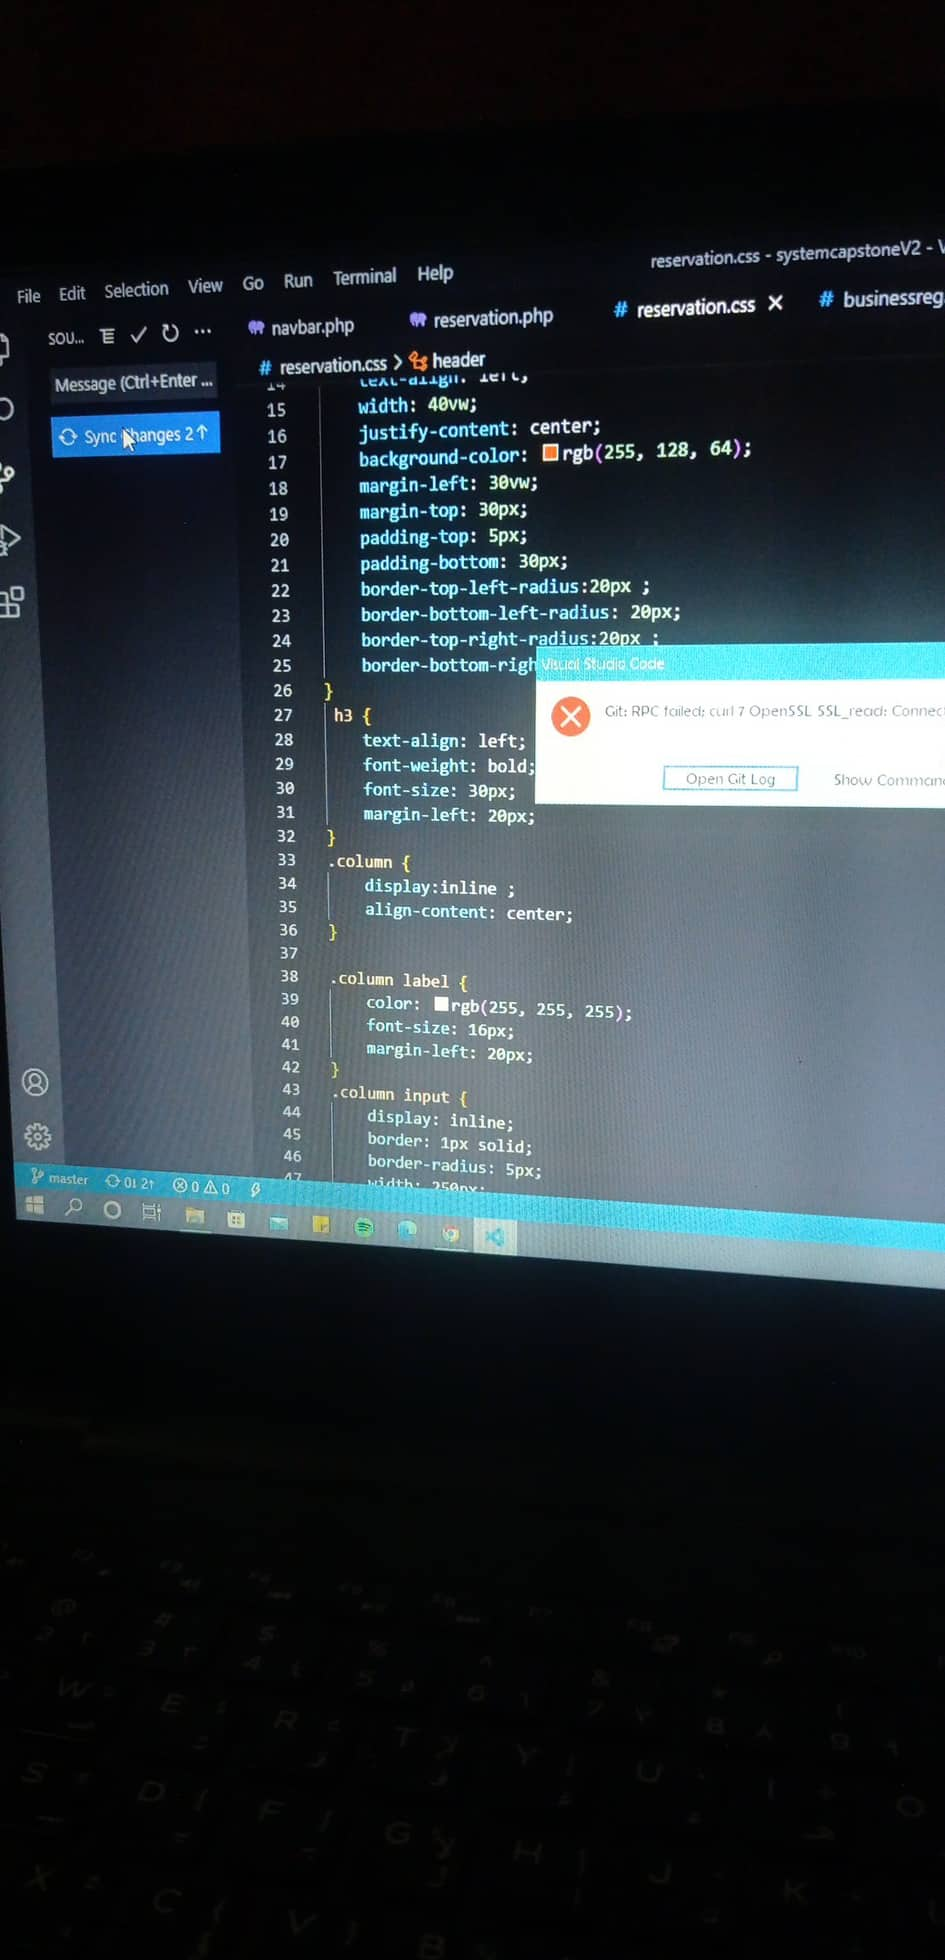 reservation.css - systemcapstoneV2 -
File Edit Selection View Go Run Terminal Help
SOU... ...
navbar.php reservation.php # reservation.css × # businessreg
# reservation.css > header
Message (Ctrl+Enter ...
Sync Changes 2↑
14 text-align: left;
15 width: 40vw;
16 justify-content: center;
17 background-color: rgb(255, 128, 64);
18 margin-left: 30vw;
19 margin-top: 30px;
20 padding-top: 5px;
21 padding-bottom: 30px;
22 border-top-left-radius:20px ;
23 border-bottom-left-radius: 20px;
24 border-top-right-radius:20px ;
25 border-bottom-righ
26 }
27 h3 {
28 text-align: left;
29 font-weight: bold;
30 font-size: 30px;
31 margin-left: 20px;
32 }
33 .column {
34 display:inline ;
35 align-content: center;
36 }
37
38 .column label {
39 color: rgb(255, 255, 255);
40 font-size: 16px;
41 margin-left: 20px;
42 }
43 .column input {
44 display: inline;
45 border: 1px solid;
46 border-radius: 5px;
47 width: 250px;
Visual Studio Code
Git: RPC failed; curl 7 OpenSSL SSL_read: Connec
Open Git Log Show Comman
master 0↓ 2↑ 0 0